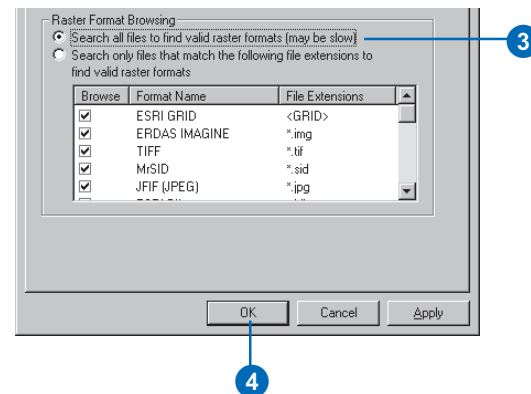 Raster Format Browsing
Search all files to find valid raster formats (may be slow)
3
Search only files that match the following file extensions to
find valid raster formats
Browse Format Name File Extensions
ESRI GRID <GRID>
ERDAS IMAGINE *.img
TIFF *.tif
MrSID *.sid
JFIF (JPEG) *.jpg
OK Cancel Apply
4